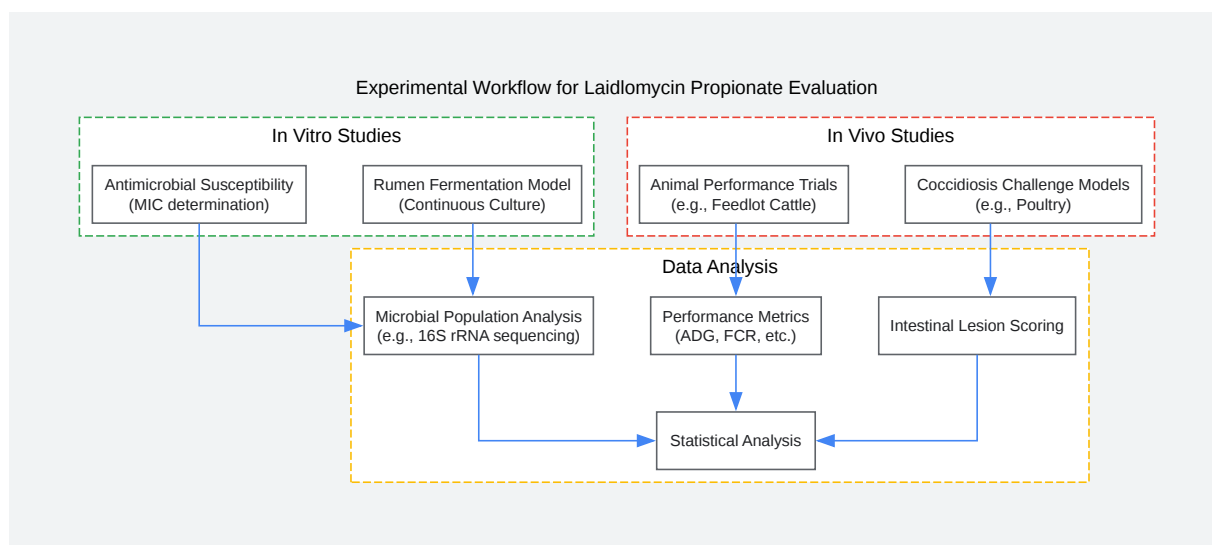 Experimental Workflow for Laidlomycin Propionate Evaluation
In Vitro Studies
In Vivo Studies
Antimicrobial Susceptibility
(MIC determination)
Rumen Fermentation Model
(Continuous Culture)
Animal Performance Trials
(e.g., Feedlot Cattle)
Coccidiosis Challenge Models
(e.g., Poultry)
Data Analysis
Microbial Population Analysis
(e.g., 16S rRNA sequencing)
Performance Metrics
(ADG, FCR, etc.)
Intestinal Lesion Scoring
Statistical Analysis